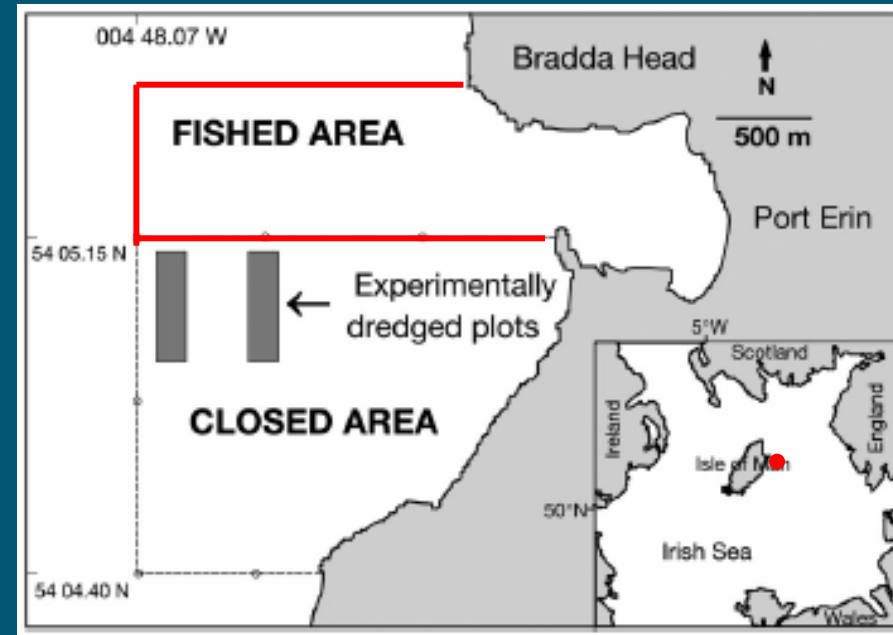 004 48.07 W
Bradda Head
N
500 m
FISHED AREA
Port Erin
54 05.15 N
Experimentally
dredged plots
CLOSED AREA
54 04.40 N
5°W
Scotland
Ireland
England
Isle of Man
50°N
Irish Sea
Wales